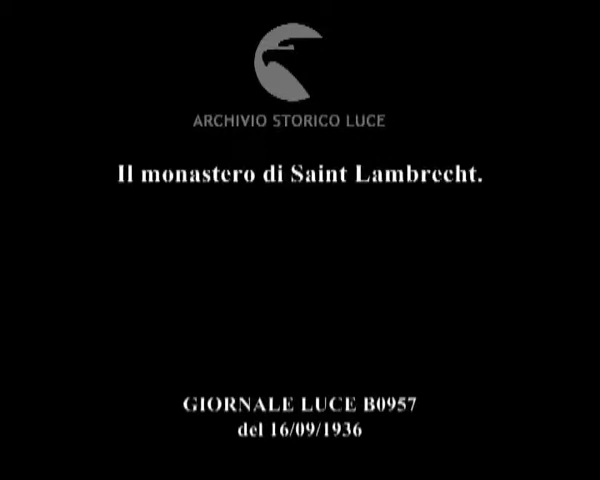 ARCHIVIO STORICO LUCE
Il monastero di Saint Lambrecht.
GIORNALE LUCE B0957
del 16/09/1936